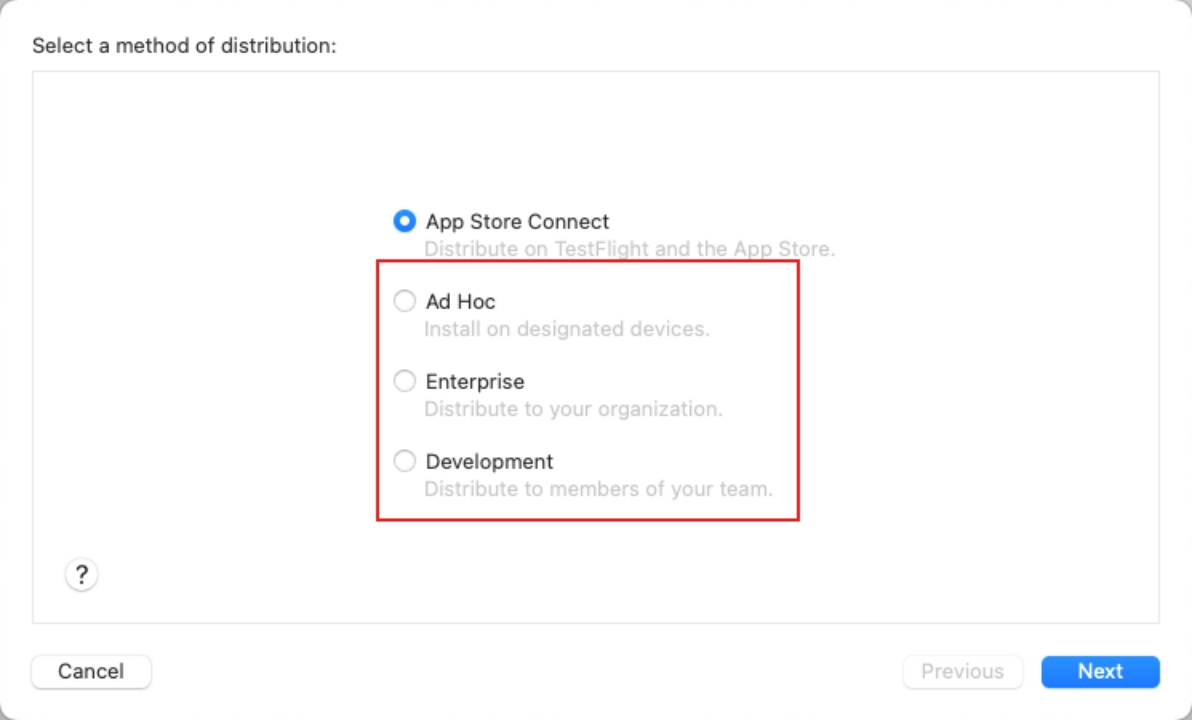 Select a method of distribution:
App Store Connect
Distribute on TestFlight and the App Store.
Ad Hoc
Install on designated devices.
Enterprise
Distribute to your organization.
Development
Distribute to members of your team.
?
Cancel
Previous
Next